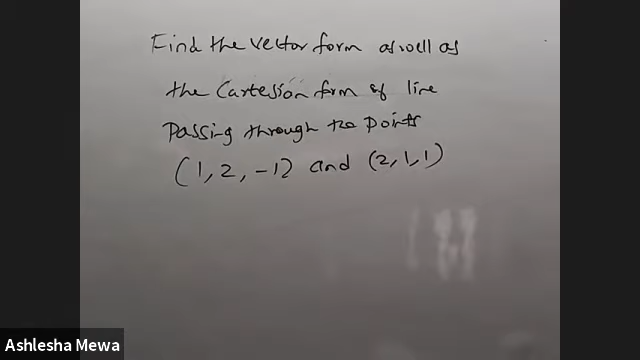 Find the vector form as well as
the Cartesion form of line
Passing through the points
(1, 2, -1) and (2, 1, 1)
Ashlesha Mewa